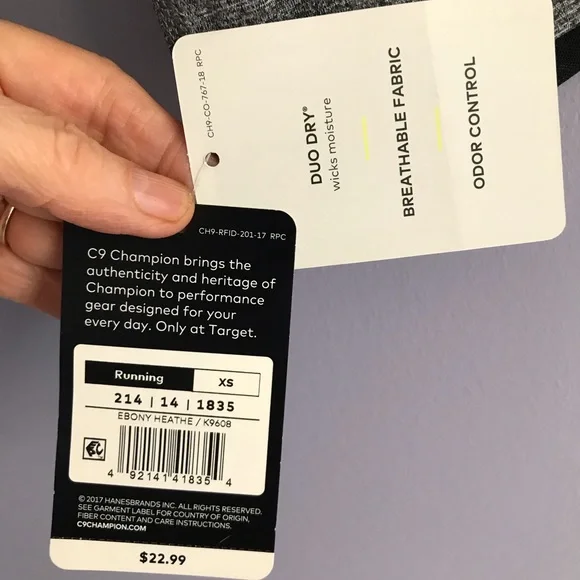 CH9-CO-767-18 RPC
DUO DRY®
wicks moisture
BREATHABLE FABRIC
ODOR CONTROL
CH9-RFID-201-17 RPC
C9 Champion brings the
authenticity and heritage of
Champion to performance
gear designed for your
every day. Only at Target.
Running XS
214 | 14 | 1835
EBONY HEATHE / K9608
4 92141 41835 4
© 2017 HANESBRANDS INC. ALL RIGHTS RESERVED.
SEE GARMENT LABEL FOR COUNTRY OF ORIGIN,
FIBER CONTENT AND CARE INSTRUCTIONS.
C9CHAMPION.COM
$22.99